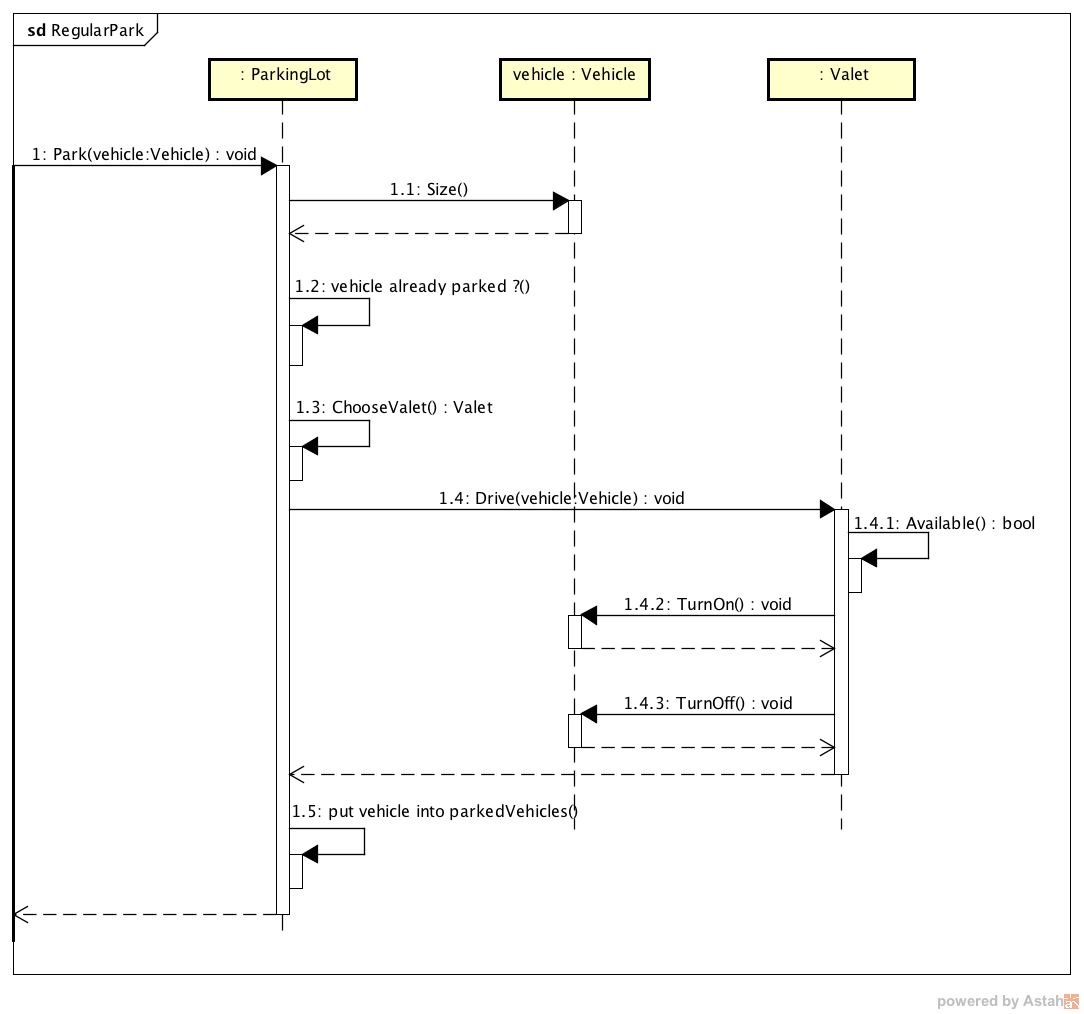 sd RegularPark
: ParkingLot
vehicle : Vehicle
: Valet
1: Park(vehicle:Vehicle) : void
1.1: Size()
1.2: vehicle already parked ?()
1.3: ChooseValet() : Valet
1.4: Drive(vehicle:Vehicle) : void
1.4.1: Available() : bool
1.4.2: TurnOn() : void
1.4.3: TurnOff() : void
1.5: put vehicle into parkedVehicles()
powered by Astah